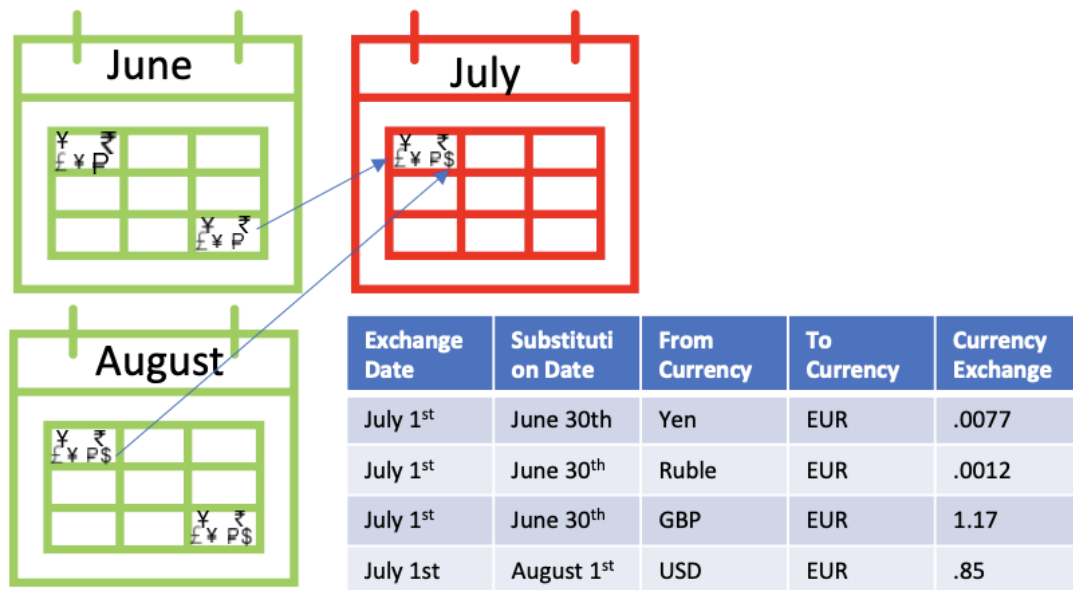 June
¥ ₹
£ ¥ ₽
¥ ₹
£ ¥ ₽
July
¥ ₹
£ ¥ ₽ $
August
¥ ₹
£ ¥ ₽ $
¥ ₹
£ ¥ ₽ $
Exchange Date Substituti on Date From Currency To Currency Currency Exchange
July 1st June 30th Yen EUR .0077
July 1st June 30th Ruble EUR .0012
July 1st June 30th GBP EUR 1.17
July 1st August 1st USD EUR .85